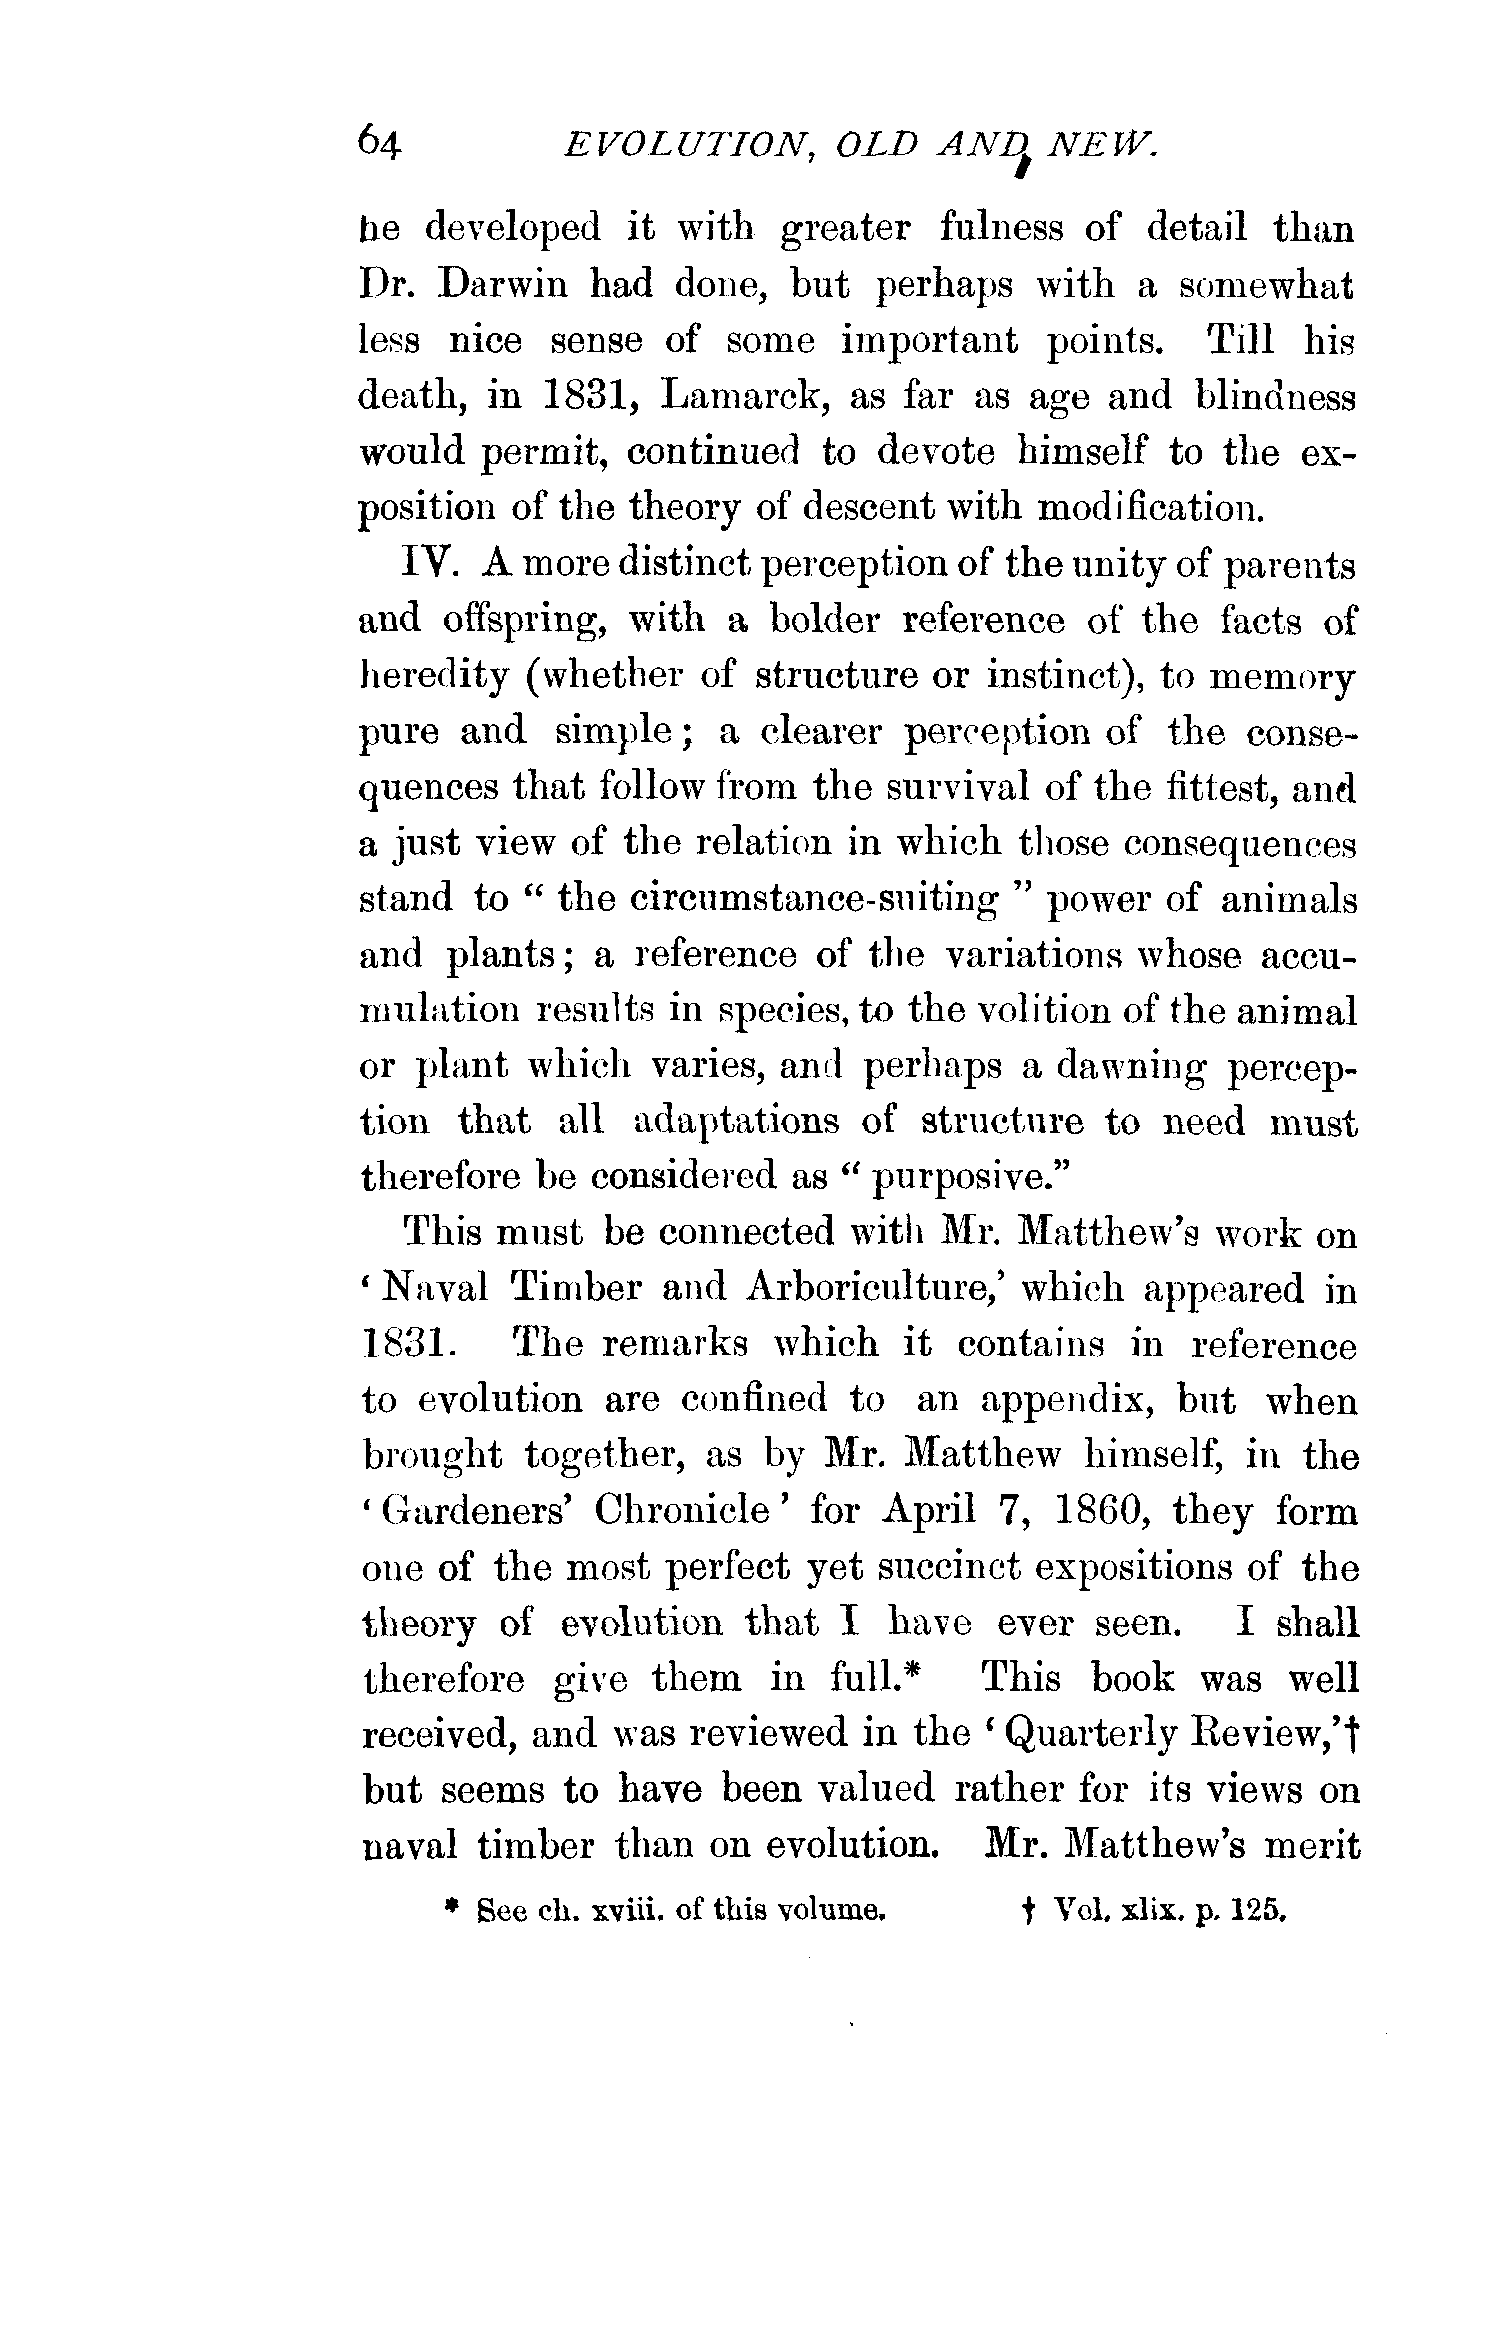 64 EVOLUTION, OLD AND NEW.
he developed it with greater fulness of detail than
Dr. Darwin had done, but perhaps with a somewhat
less nice sense of some important points. Till his
death, in 1831, Lamarck, as far as age and blindness
would permit, continued to devote himself to the ex-
position of the theory of descent with modification.
IV. A more distinct perception of the unity of parents
and offspring, with a bolder reference of the facts of
heredity (whether of structure or instinct), to memory
pure and simple; a clearer perception of the conse-
quences that follow from the survival of the fittest, and
a just view of the relation in which those consequences
stand to “ the circumstance-suiting ” power of animals
and plants; a reference of the variations whose accu-
mulation results in species, to the volition of the animal
or plant which varies, and perhaps a dawning percep-
tion that all adaptations of structure to need must
therefore be considered as “ purposive.”
This must be connected with Mr. Matthew’s work on
‘ Naval Timber and Arboriculture,’ which appeared in
1831. The remarks which it contains in reference
to evolution are confined to an appendix, but when
brought together, as by Mr. Matthew himself, in the
‘ Gardeners’ Chronicle ’ for April 7, 1860, they form
one of the most perfect yet succinct expositions of the
theory of evolution that I have ever seen. I shall
therefore give them in full.* This book was well
received, and was reviewed in the ‘ Quarterly Review,’†
but seems to have been valued rather for its views on
naval timber than on evolution. Mr. Matthew’s merit
* See ch. xviii. of this volume. † Vol. xlix. p. 125.